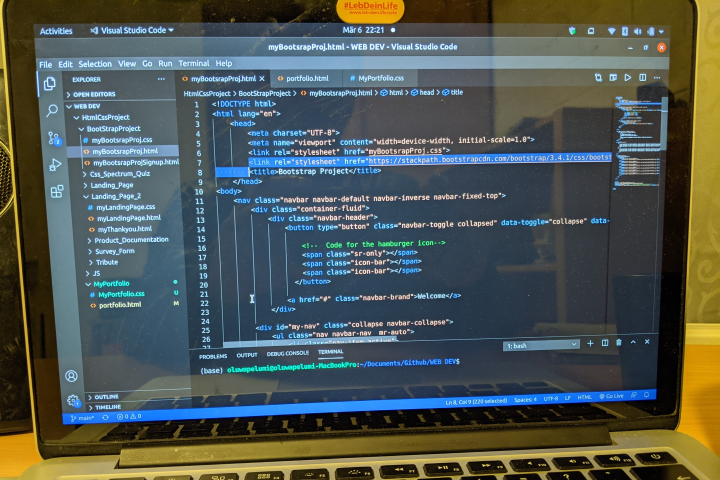 #LebDeinLife
www.lebdeinlife.com
Activities
Visual Studio Code
Mär 6 22:21
myBootsrapProj.html - WEB DEV - Visual Studio Code
File Edit Selection View Go Run Terminal Help
EXPLORER
OPEN EDITORS
WEB DEV
HtmlCissProject
BootStraProject
myBootsrapProj.css
myBootsrapProj.html
myBootsrapProjSignup.html
Css_Spectrum_Quiz
Landing_Page
Landing_Page_2
myLandingPage.css
myLandingPage.html
myThankyou.html
Product_Documentation
Survey_Form
Tribute
JS
MyPortfolio
MyPortfolio.css U
portfolio.html M
OUTLINE
TIMELINE
myBootsrapProj.html
portfolio.html
MyPortfolio.css
HtmlCissProject > BootStraProject > myBootsrapProj.html > html > head > title
1 <!DOCTYPE html>
2 <html lang="en">
3 <head>
4 <meta charset="UTF-8">
5 <meta name="viewport" content="width=device-width, initial-scale=1.0">
6 <link rel="stylesheet" href="myBootsrapProj.css">
7 <link rel="stylesheet" href="https://stackpath.bootstrapcdn.com/bootstrap/3.4.1/css/boots
8 <title>Bootstrap Project</title>
9 </head>
10 <body>
11 <nav class="navbar navbar-default navbar-inverse navbar-fixed-top">
12 <div class="container-fluid">
13 <div class="navbar-header">
14 <button type="button" class="navbar-toggle collapsed" data-toggle="collapse" data-
15
16 <!-- Code for the hamburger icon-->
17 <span class="sr-only"></span>
18 <span class="icon-bar"></span>
19 <span class="icon-bar"></span>
20 </button>
21
22 <a href="#" class="navbar-brand">Welcome</a>
23 </div>
24
25 <div id="my-nav" class="collapse navbar-collapse">
26 <ul class="nav navbar-nav mr-auto">
PROBLEMS OUTPUT DEBUG CONSOLE TERMINAL
1: bash
(base) oluwapelumi@oluwapelumi-MacBookPro:~/Documents/Github/WEB DEV$
main*
0 0
Ln 8, Col 9 (220 selected) Spaces: 4 UTF-8 LF HTML Go Live